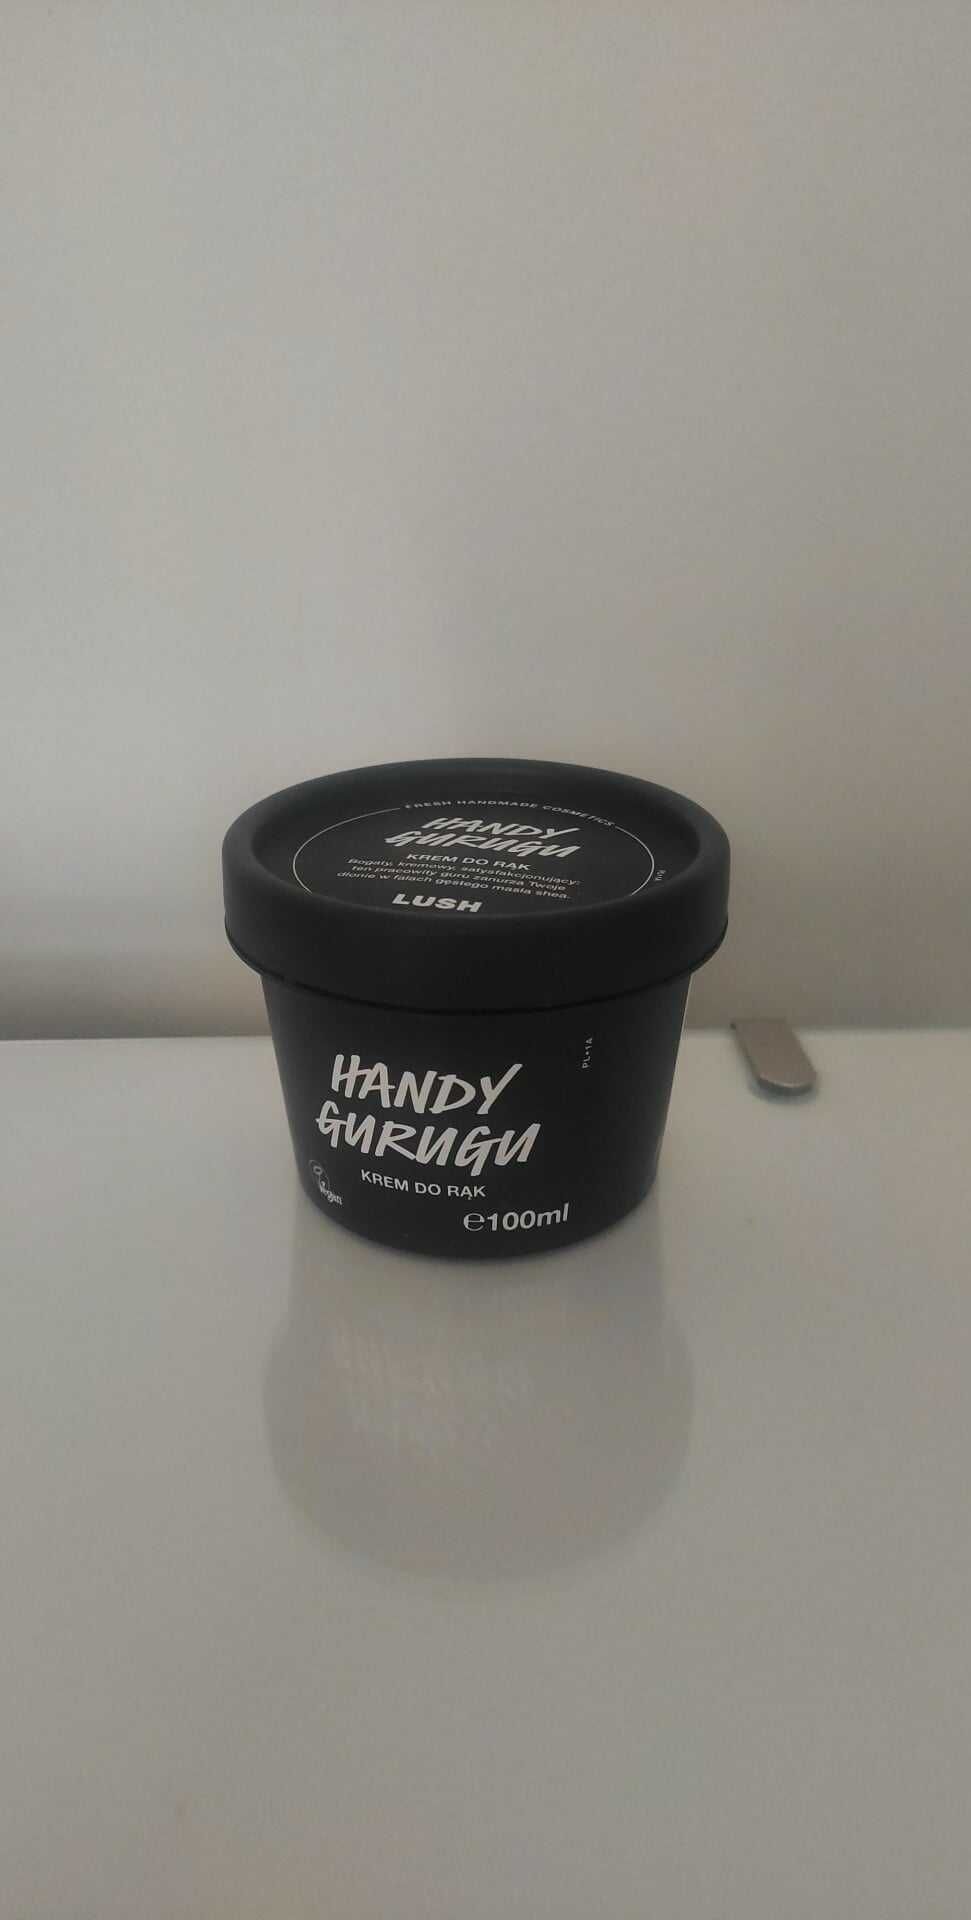 FRESH HANDMADE COSMETICS
HANDY
GURUGU
KREM DO RĄK
Bogaty, kremowy, satysfakcjonujący:
ten pracowity guru zanurza Twoje
dłonie w falach gęstego masła shea.
LUSH
PL•1A
HANDY
GURUGU
KREM DO RĄK
Vegan
℮100ml